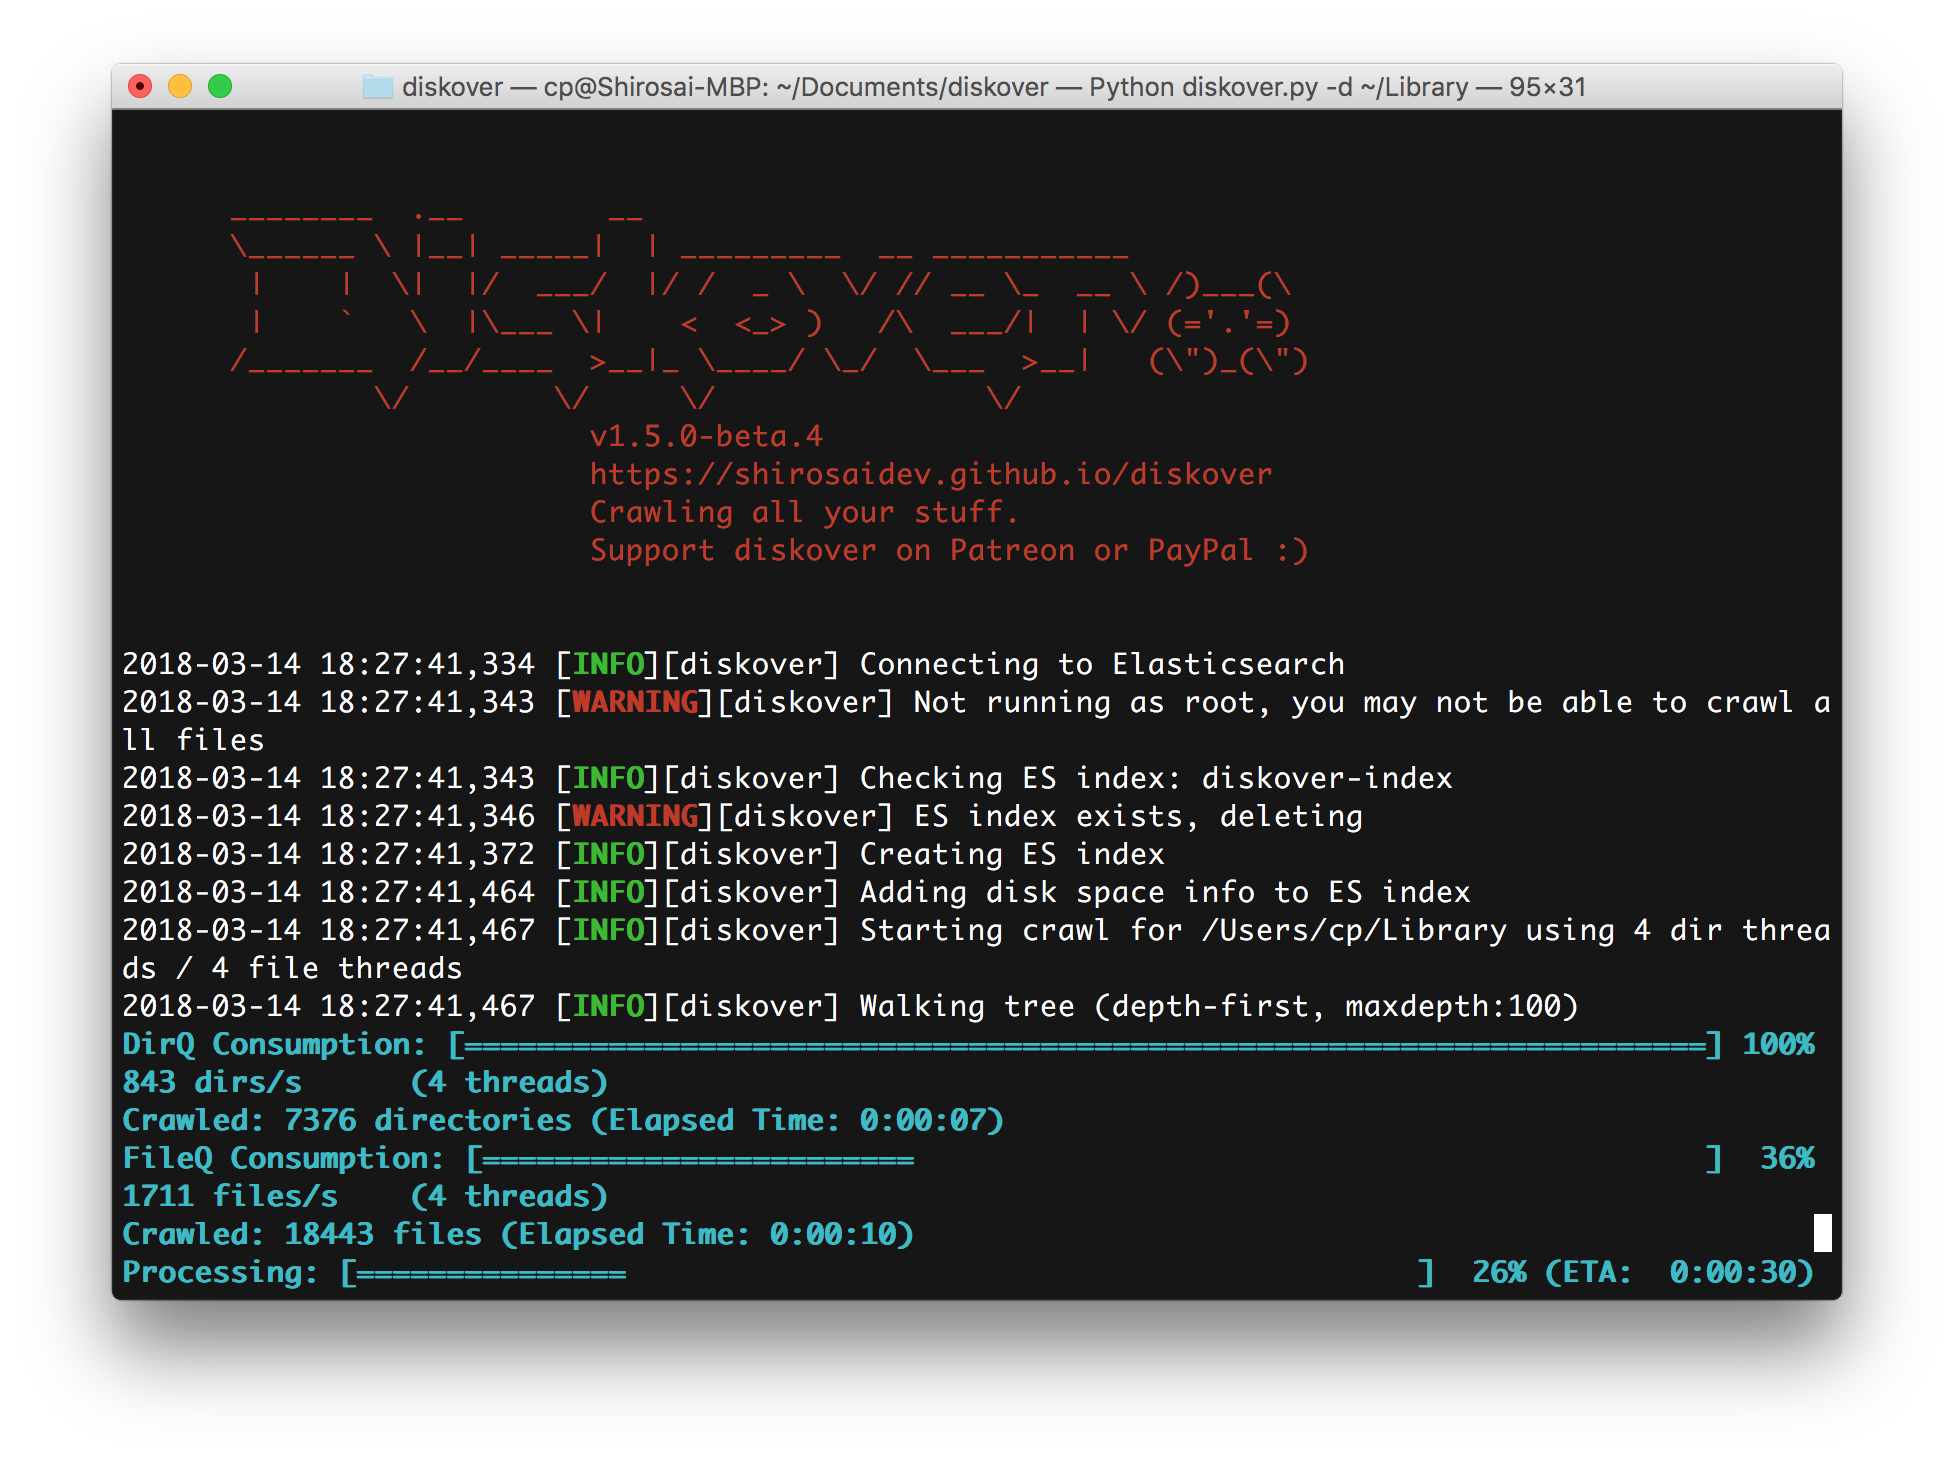 diskover — cp@Shirosai-MBP: ~/Documents/diskover — Python diskover.py -d ~/Library — 95×31
Diskover
v1.5.0-beta.4
https://shirosaidev.github.io/diskover
Crawling all your stuff.
Support diskover on Patreon or PayPal :)
2018-03-14 18:27:41,334 [INFO][diskover] Connecting to Elasticsearch
2018-03-14 18:27:41,343 [WARNING][diskover] Not running as root, you may not be able to crawl a
ll files
2018-03-14 18:27:41,343 [INFO][diskover] Checking ES index: diskover-index
2018-03-14 18:27:41,346 [WARNING][diskover] ES index exists, deleting
2018-03-14 18:27:41,372 [INFO][diskover] Creating ES index
2018-03-14 18:27:41,464 [INFO][diskover] Adding disk space info to ES index
2018-03-14 18:27:41,467 [INFO][diskover] Starting crawl for /Users/cp/Library using 4 dir threa
ds / 4 file threads
2018-03-14 18:27:41,467 [INFO][diskover] Walking tree (depth-first, maxdepth:100)
DirQ Consumption: [=====================================================================] 100%
843 dirs/s      (4 threads)
Crawled: 7376 directories (Elapsed Time: 0:00:07)
FileQ Consumption: [========================                                            ]  36%
1711 files/s    (4 threads)
Crawled: 18443 files (Elapsed Time: 0:00:10)
Processing: [===============                                            ]  26% (ETA:  0:00:30)